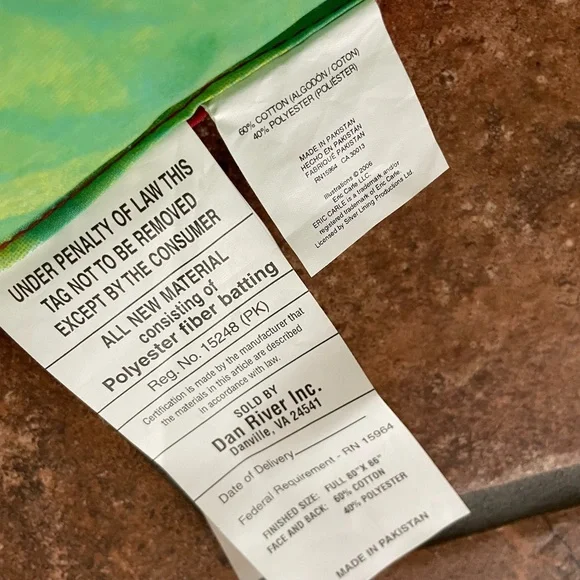 60% COTTON (ALGODÓN / COTON)
40% POLYESTER (POLIÉSTER)
MADE IN PAKISTAN
HECHO EN PAKISTÁN
FABRIQUÉ PAKISTAN
RN15964 CA 30013
Illustrations © 2006
Eric Carle LLC.
ERIC CARLE is a trademark and/or
registered trademark of Eric Carle.
Licensed by Silver Lining Productions Ltd
UNDER PENALTY OF LAW THIS
TAG NOT TO BE REMOVED
EXCEPT BY THE CONSUMER
ALL NEW MATERIAL
consisting of
Polyester fiber batting
Reg. No. 15248 (PK)
Certification is made by the manufacturer that
the materials in this article are described
in accordance with law.
SOLD BY
Dan River Inc.
Danville, VA 24541
Date of Delivery
Federal Requirement - RN 15964
FINISHED SIZE: FULL 80"X 86"
FACE AND BACK: 60% COTTON
40% POLYESTER
MADE IN PAKISTAN